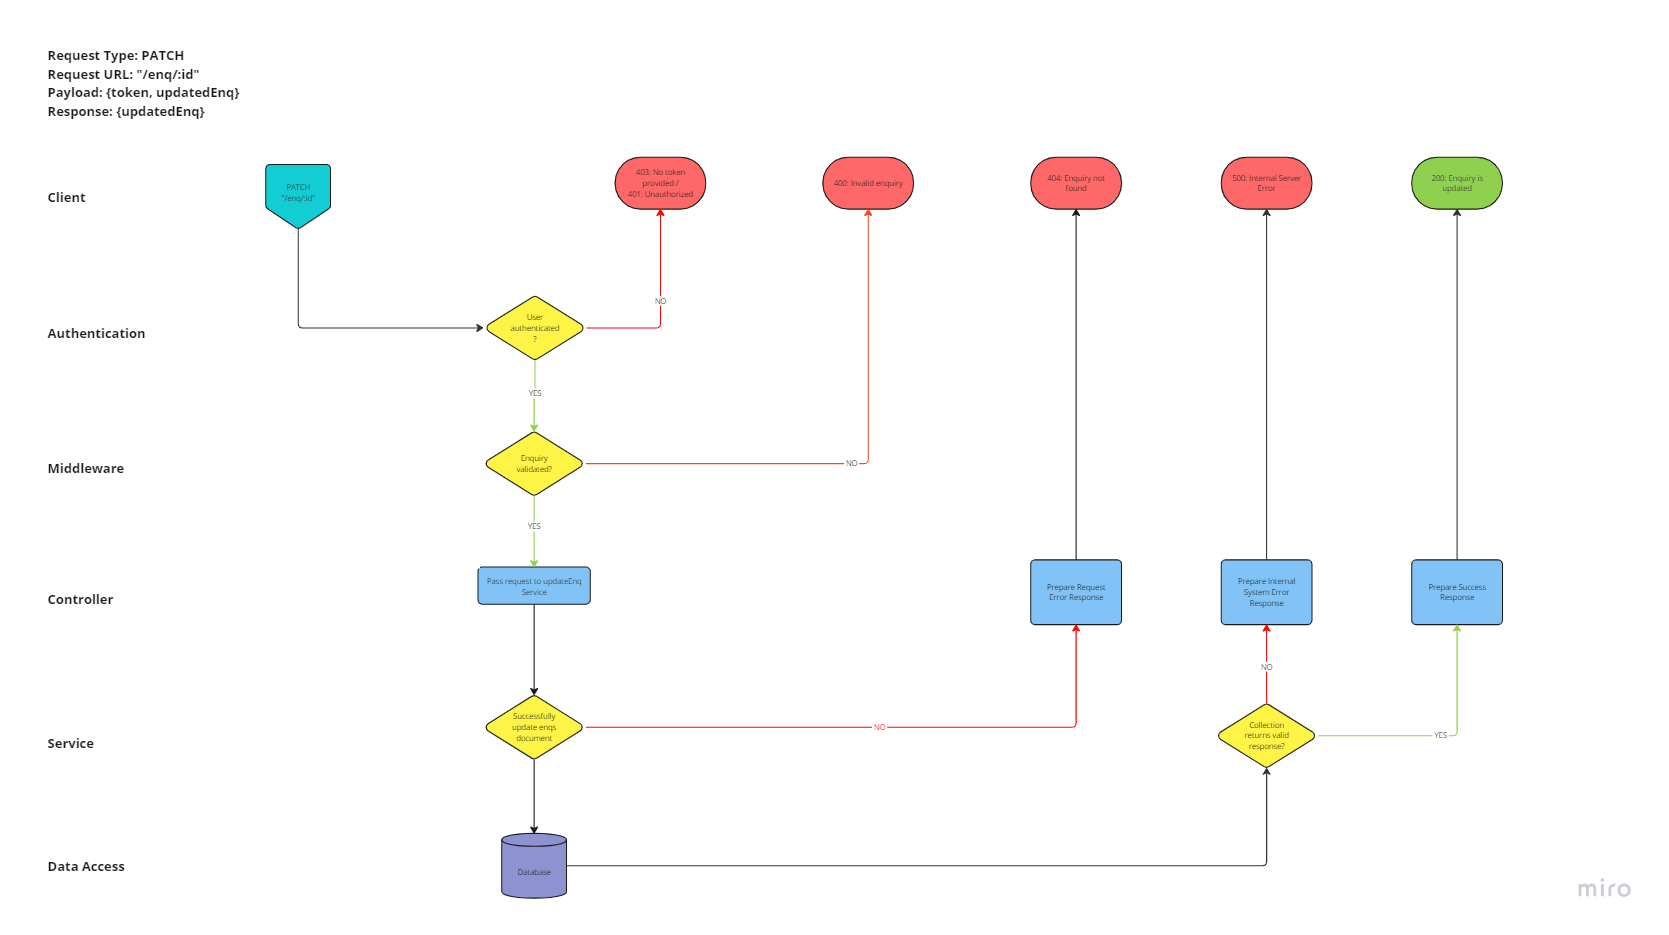 Request Type: PATCH
Request URL: "/enq/:id"
Payload: {token, updatedEnq}
Response: {updatedEnq}
Client
PATCH
"/enq/:id"
403: No token
provided /
401: Unauthorized
400: Invalid enquiry
404: Enquiry not
found
500: Internal Server
Error
200: Enquiry is
updated
NO
Authentication
User
authenticated
?
YES
Middleware
Enquiry
validated?
NO
YES
Controller
Pass request to updateEnq
Service
Prepare Request
Error Response
Prepare Internal
System Error
Response
Prepare Success
Response
NO
Service
Successfully
update enqs
document
NO
Collection
returns valid
response?
YES
Data Access
Database
miro